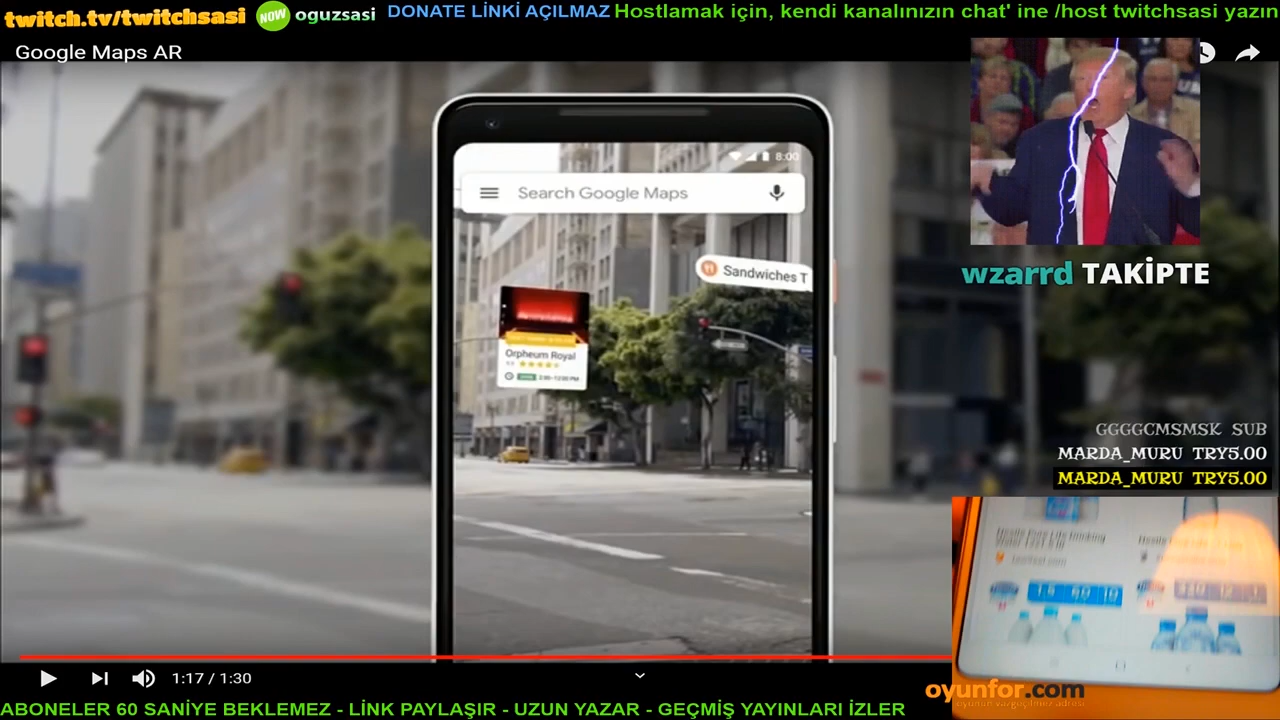 twitch.tv/twitchsasi NOW oguzsasi DONATE LİNKİ AÇILMAZ Hostlamak için, kendi kanalınızın chat' ine /host twitchsasi yazın
Google Maps AR
8:00
Search Google Maps
Sandwiches T
Orpheum Royal
wzarrd TAKİPTE
GGGGCMSMSK SUB
MARDA_MURU TRY5.00
MARDA_MURU TRY5.00
1:17 / 1:30
oyunfor.com
oyunun vazgeçilmez adresi
ABONELER 60 SANİYE BEKLEMEZ - LİNK PAYLAŞIR - UZUN YAZAR - GEÇMİŞ YAYINLARI İZLER